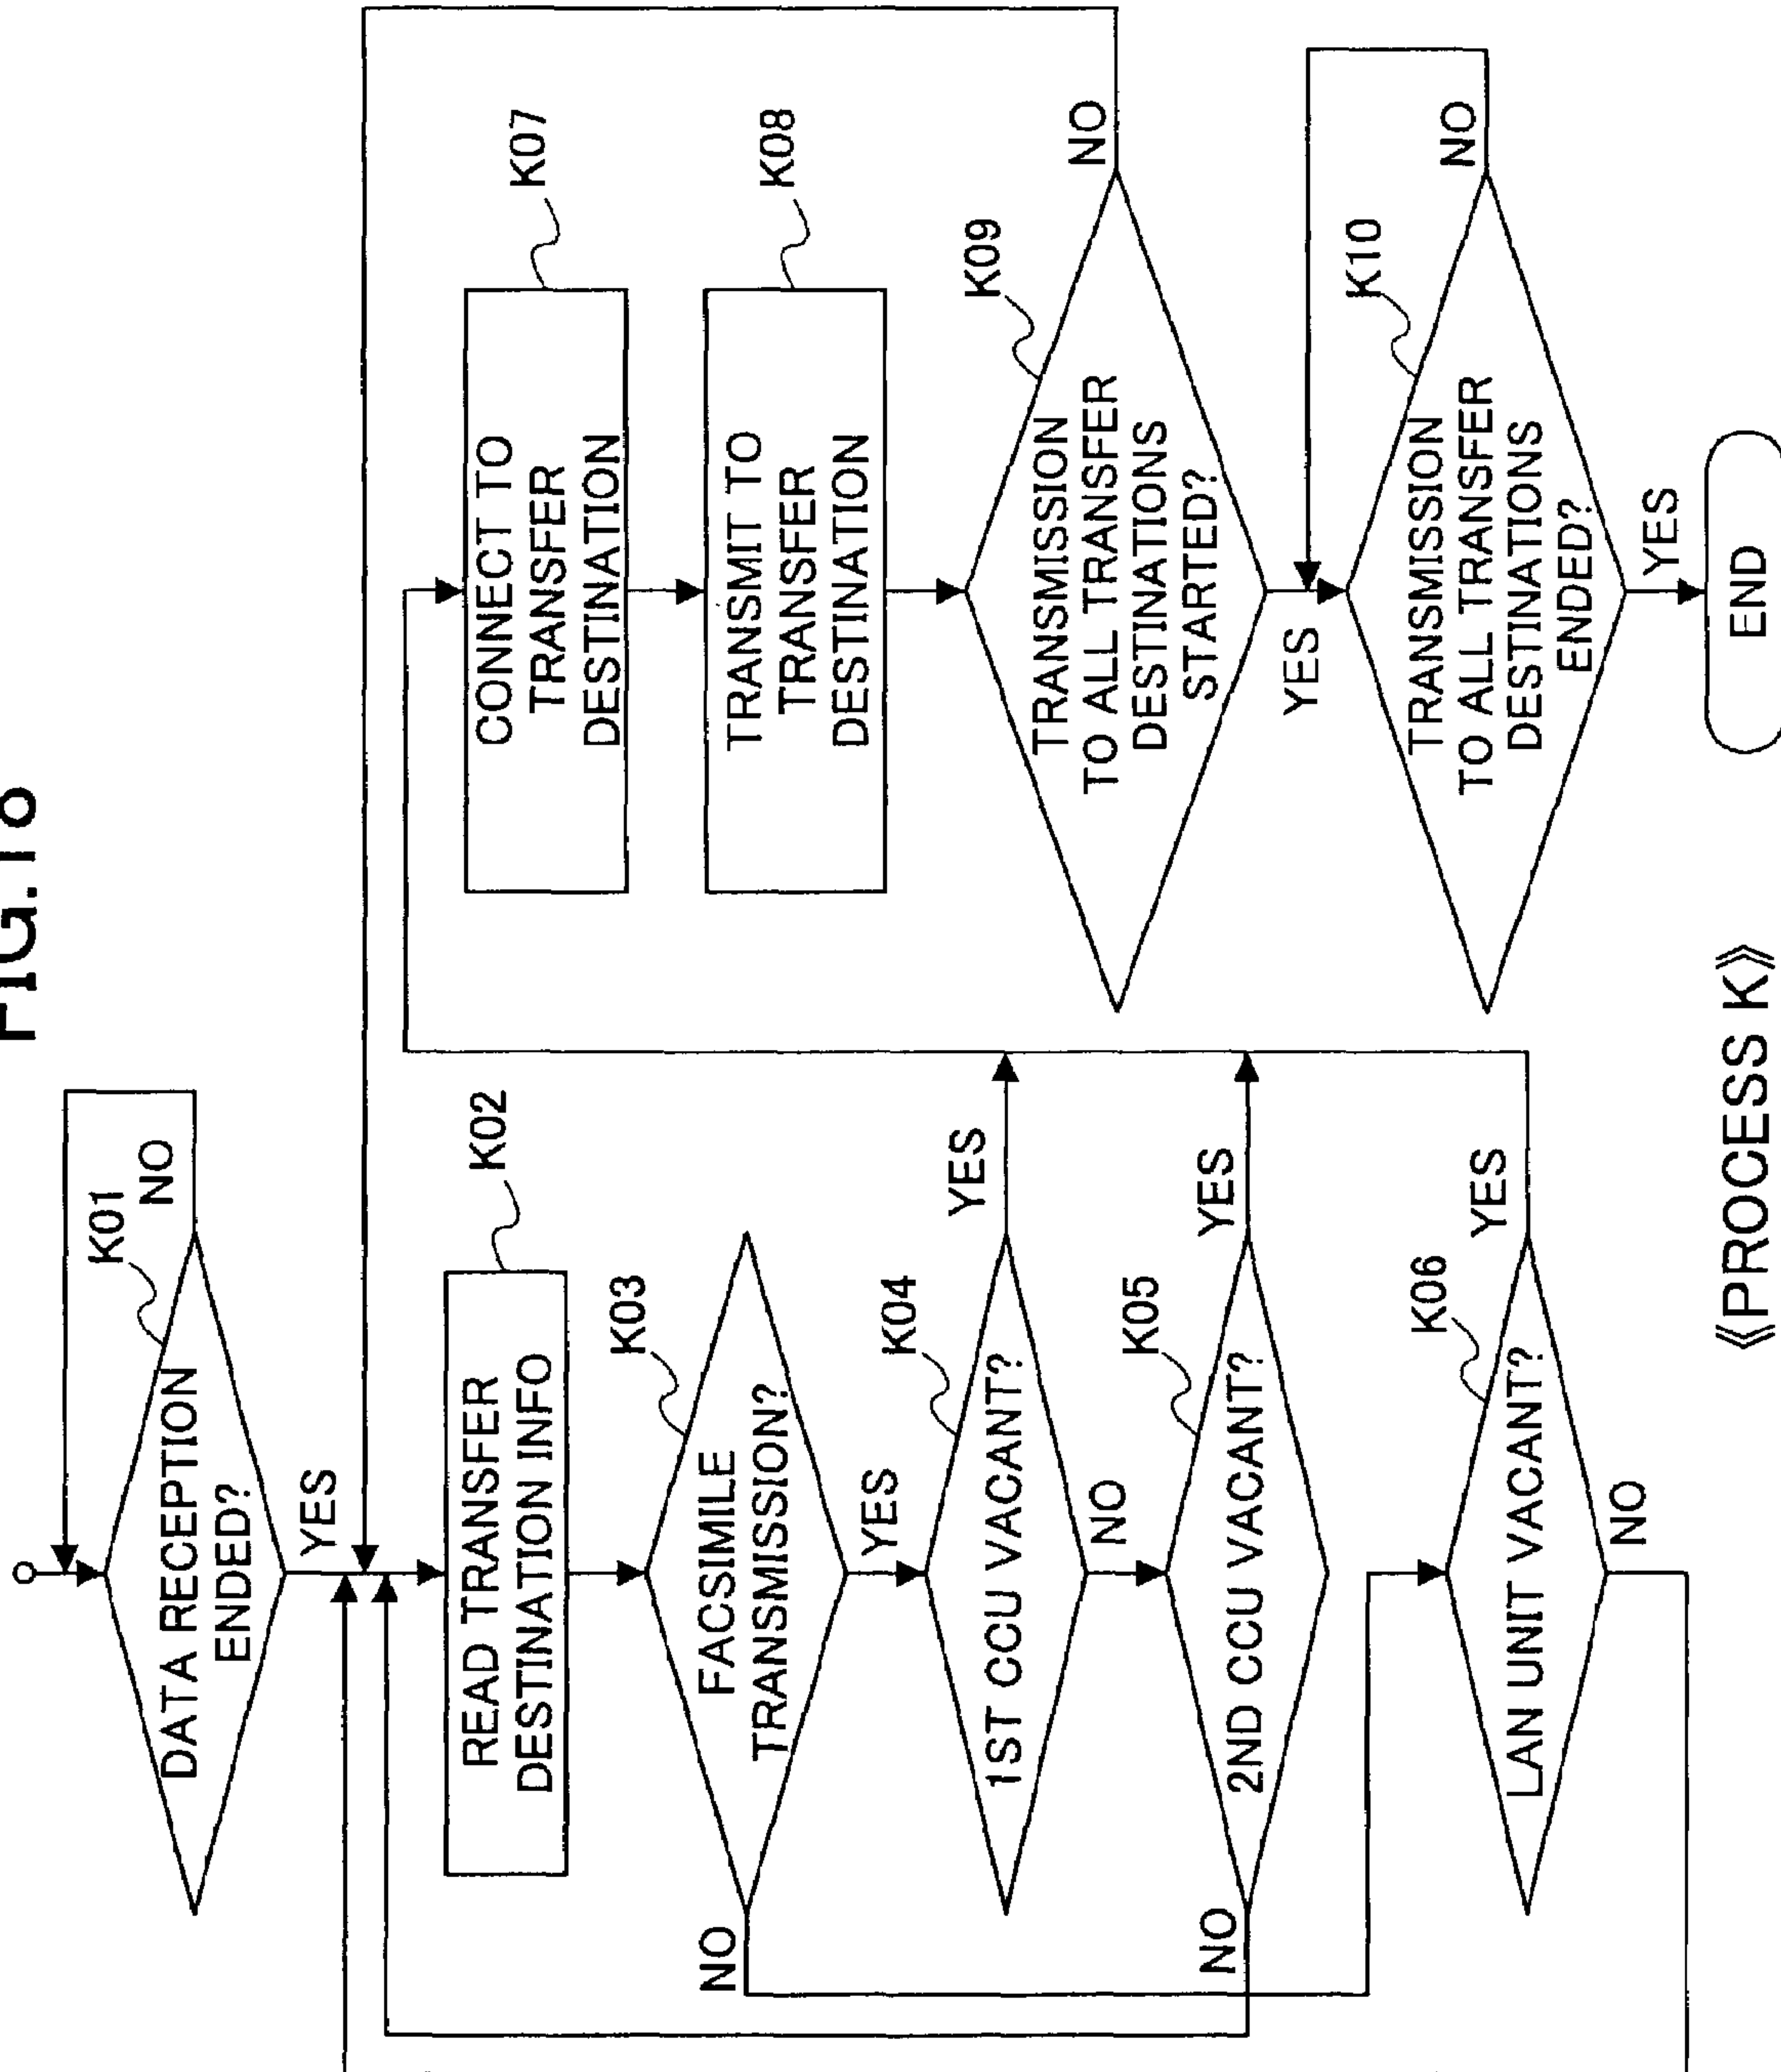 K01
DATA RECEPTION
ENDED?
NO
YES
READ TRANSFER
DESTINATION INFO
K02
FACSIMILE
TRANSMISSION?
K03
NO
YES
1ST CCU VACANT?
K04
YES
NO
2ND CCU VACANT?
K05
YES
NO
LAN UNIT VACANT?
K06
YES
NO
CONNECT TO
TRANSFER
DESTINATION
K07
TRANSMIT TO
TRANSFER
DESTINATION
K08
TRANSMISSION
TO ALL TRANSFER
DESTINATIONS
STARTED?
K09
NO
YES
TRANSMISSION
TO ALL TRANSFER
DESTINATIONS
ENDED?
K10
NO
YES
END
《PROCESS K》